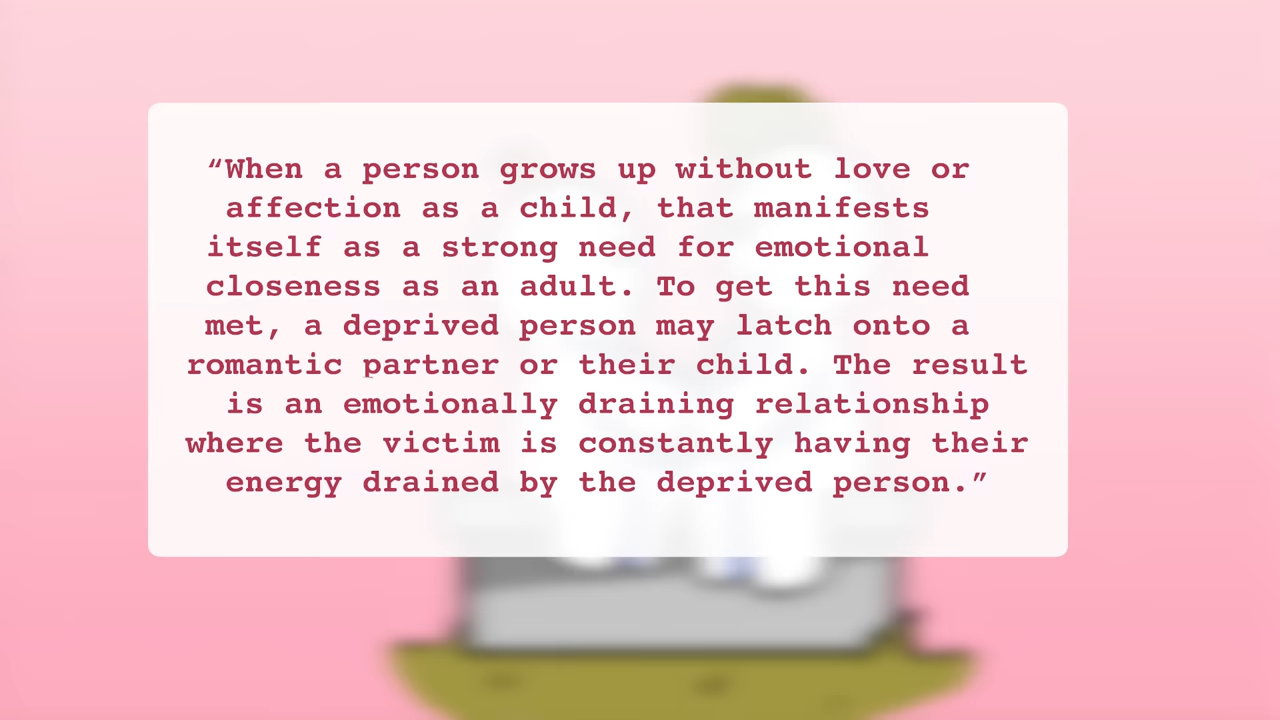 “When a person grows up without love or
affection as a child, that manifests
itself as a strong need for emotional
closeness as an adult. To get this need
met, a deprived person may latch onto a
romantic partner or their child. The result
is an emotionally draining relationship
where the victim is constantly having their
energy drained by the deprived person.”